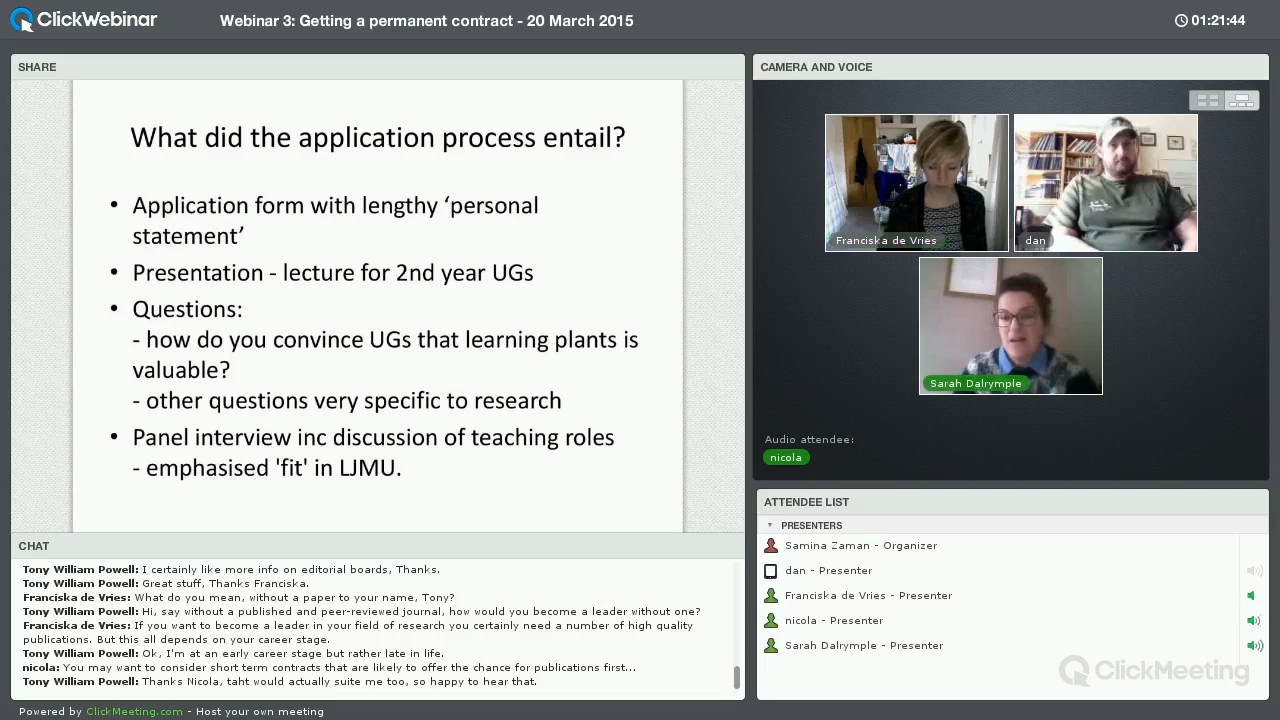 ClickWebinar
Webinar 3: Getting a permanent contract - 20 March 2015
01:21:44
SHARE
What did the application process entail?
• Application form with lengthy ‘personal
statement’
• Presentation - lecture for 2nd year UGs
• Questions:
- how do you convince UGs that learning plants is
valuable?
- other questions very specific to research
• Panel interview inc discussion of teaching roles
- emphasised 'fit' in LJMU.
CHAT
Tony William Powell: I certainly like more info on editorial boards, Thanks.
Tony William Powell: Great stuff, Thanks Franciska.
Franciska de Vries: What do you mean, without a paper to your name, Tony?
Tony William Powell: Hi, say without a published and peer-reviewed journal, how would you become a leader without one?
Franciska de Vries: If you want to become a leader in your field of research you certainly need a number of high quality
publications. But this all depends on your career stage.
Tony William Powell: Ok, I'm at an early career stage but rather late in life.
nicola: You may want to consider short term contracts that are likely to offer the chance for publications first...
Tony William Powell: Thanks Nicola, taht would actually suite me too, so happy to hear that.
CAMERA AND VOICE
Franciska de Vries
dan
Sarah Dalrymple
Audio attendee:
nicola
ATTENDEE LIST
PRESENTERS
Samina Zaman - Organizer
dan - Presenter
Franciska de Vries - Presenter
nicola - Presenter
Sarah Dalrymple - Presenter
ClickMeeting
Powered by ClickMeeting.com - Host your own meeting